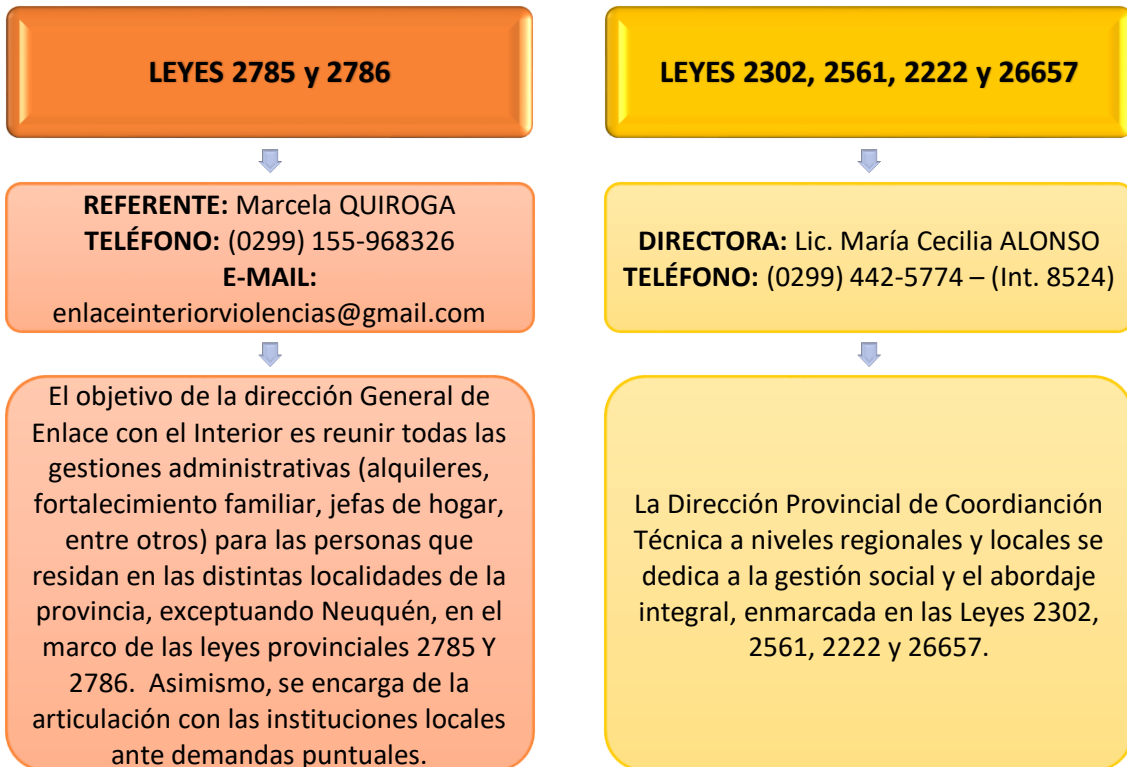 LEYES 2785 y 2786
REFERENTE: Marcela QUIROGA
TELÉFONO: (0299) 155-968326
E-MAIL:
enlaceinteriorviolencias@gmail.com
El objetivo de la dirección General de
Enlace con el Interior es reunir todas las
gestiones administrativas (alquileres,
fortalecimiento familiar, jefas de hogar,
entre otros) para las personas que
residan en las distintas localidades de la
provincia, exceptuando Neuquén, en el
marco de las leyes provinciales 2785 Y
2786. Asimismo, se encarga de la
articulación con las instituciones locales
ante demandas puntuales.
LEYES 2302, 2561, 2222 y 26657
DIRECTORA: Lic. María Cecilia ALONSO
TELÉFONO: (0299) 442-5774 – (Int. 8524)
La Dirección Provincial de Coordianción
Técnica a niveles regionales y locales se
dedica a la gestión social y el abordaje
integral, enmarcada en las Leyes 2302,
2561, 2222 y 26657.